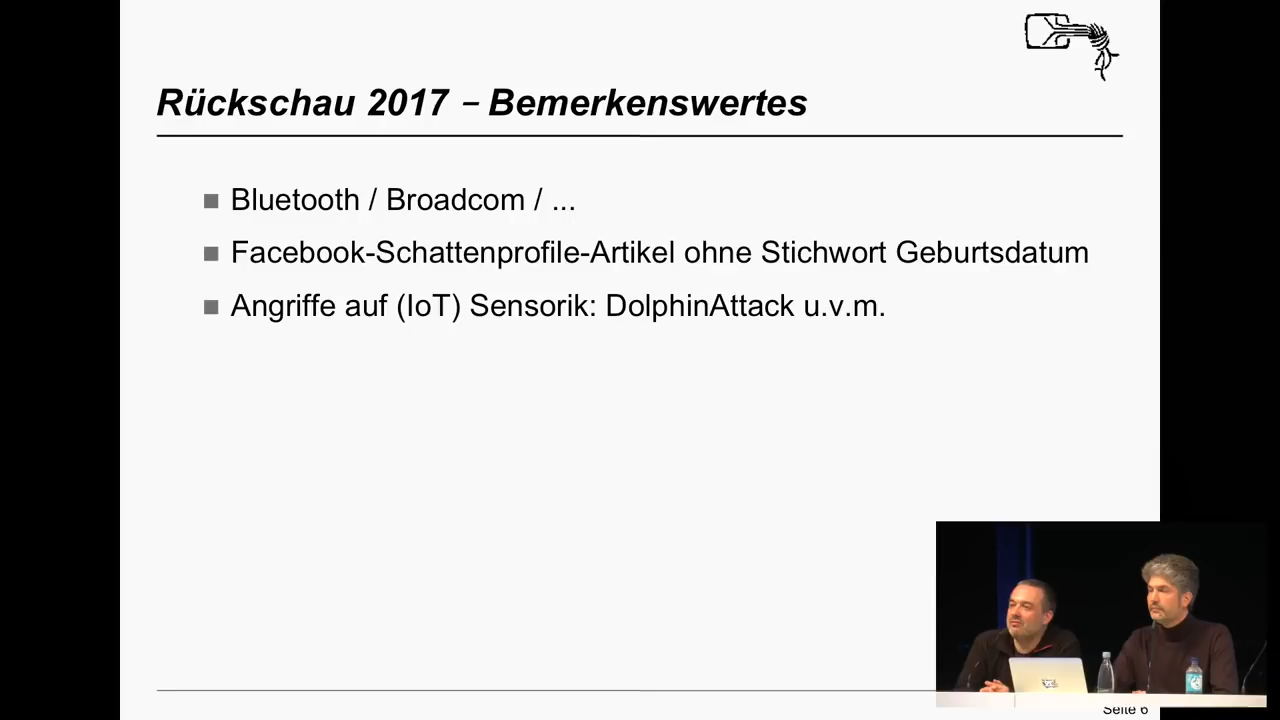 Rückschau 2017 – Bemerkenswertes
Bluetooth / Broadcom / ...
Facebook-Schattenprofile-Artikel ohne Stichwort Geburtsdatum
Angriffe auf (IoT) Sensorik: DolphinAttack u.v.m.
Seite 6